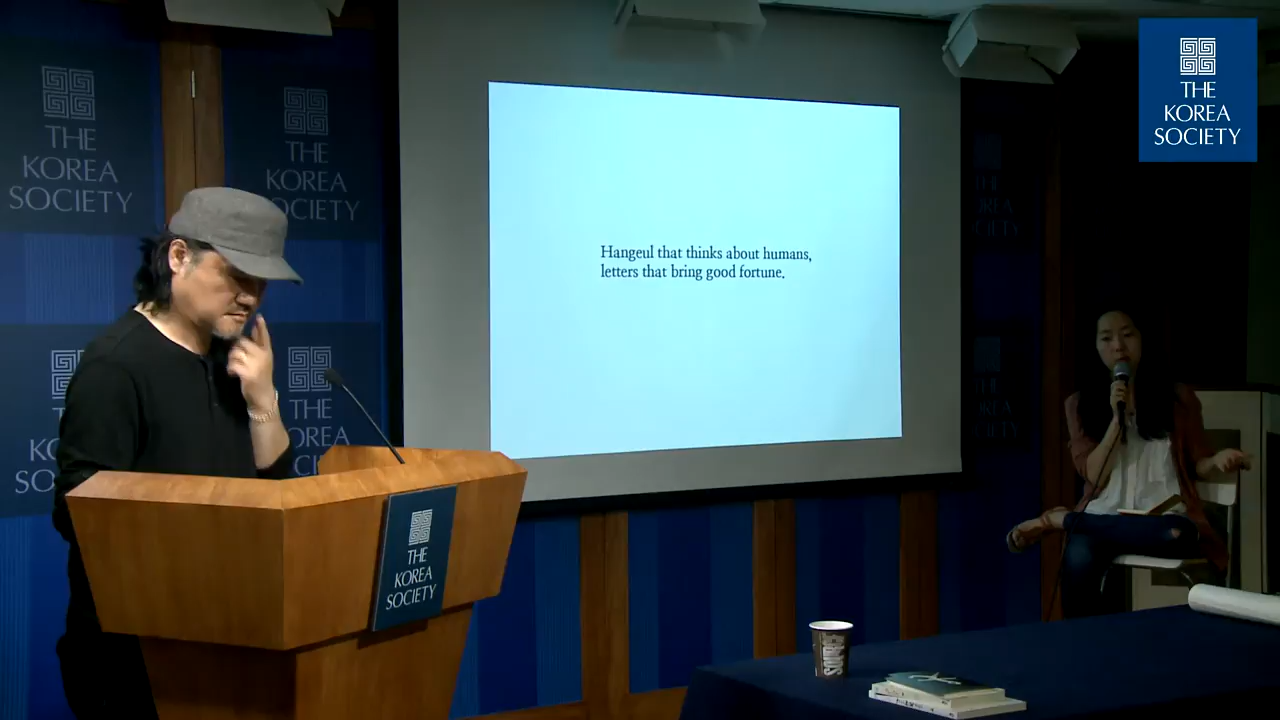 THE
KOREA
SOCIETY
THE
KOREA
SOCIETY
THE
KOREA
SOCIETY
Hangeul that thinks about humans,
letters that bring good fortune.
THE
KOREA
SOCIETY